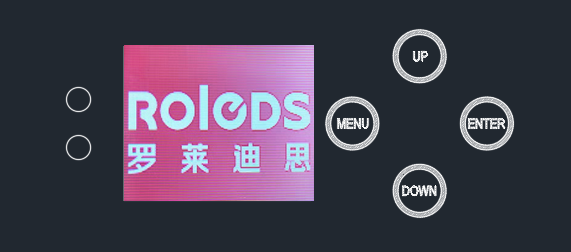 RoleDS
罗莱迪思
UP
MENU
ENTER
DOWN